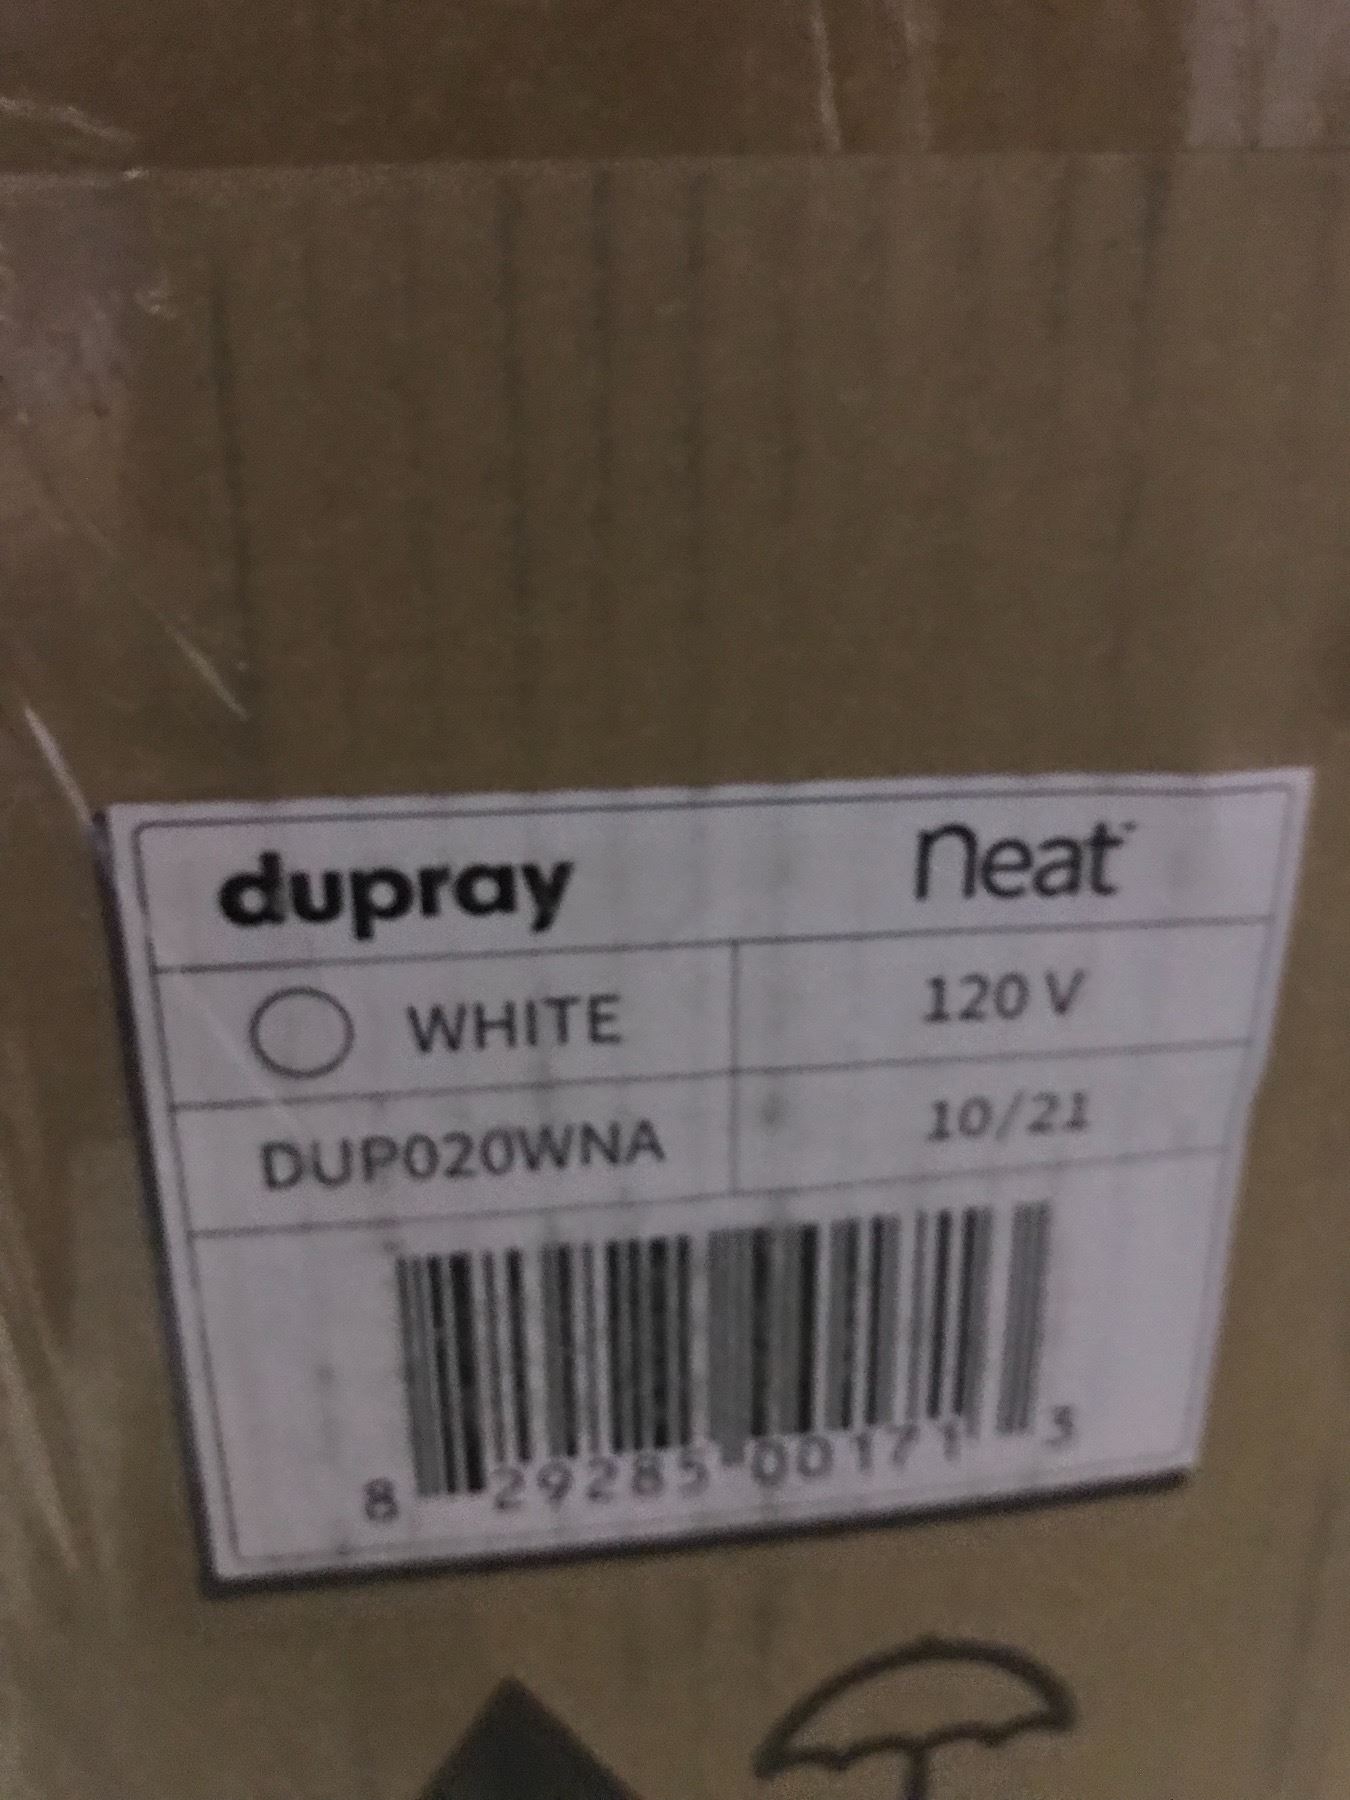 dupray neat
WHITE 120 V
DUP020WNA 10/21
8 29285 00171 3